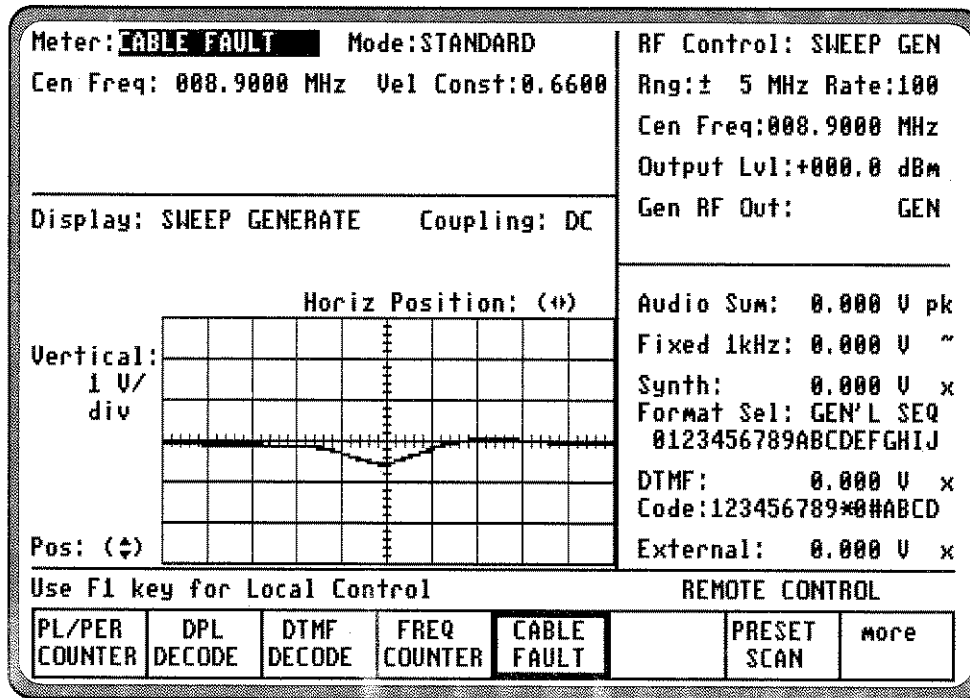 Meter:CABLE FAULT Mode:STANDARD
Cen Freq: 008.9000 MHz Vel Const:0.6600
RF Control: SWEEP GEN
Rng:± 5 MHz Rate:100
Cen Freq:008.9000 MHz
Output Lvl:+000.0 dBm
Gen RF Out: GEN
Display: SWEEP GENERATE Coupling: DC
Horiz Position: (↔)
Vertical:
1 V/
div
Pos: (↕)
Audio Sum: 0.000 V pk
Fixed 1kHz: 0.000 V ~
Synth: 0.000 V x
Format Sel: GEN'L SEQ
0123456789ABCDEFGHIJ
DTMF: 0.000 V x
Code:123456789*0#ABCD
External: 0.000 V x
Use F1 key for Local Control REMOTE CONTROL
PL/PER COUNTER
DPL DECODE
DTMF DECODE
FREQ COUNTER
CABLE FAULT
PRESET SCAN
more